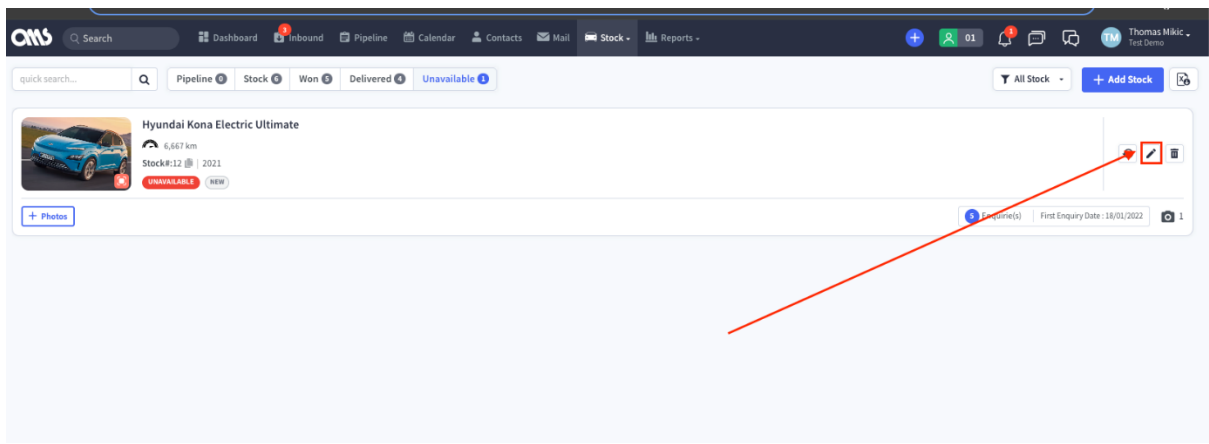 OMS Search Dashboard 3 Inbound Pipeline Calendar Contacts Mail Stock Reports 01 1 TM Thomas Mikic
Test Demo
quick search... Pipeline 0 Stock 6 Won 5 Delivered 4 Unavailable 1 All Stock + Add Stock
Hyundai Kona Electric Ultimate
6,667 km
Stock#:12 | 2021
UNAVAILABLE NEW
+ Photos 5 Enquirie(s) First Enquiry Date : 18/01/2022 1